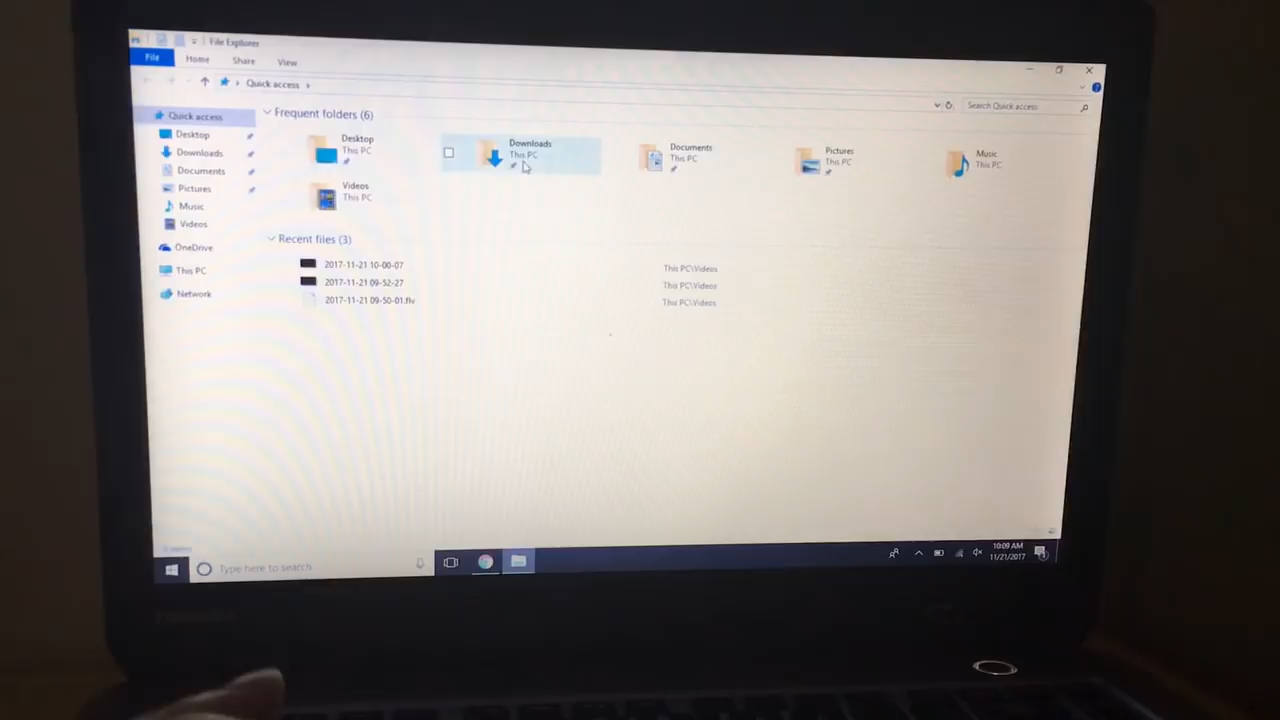 File Explorer
File Home Share View
Quick access
Search Quick access
Quick access
Desktop
Downloads
Documents
Pictures
Music
Videos
OneDrive
This PC
Network
Frequent folders (6)
Desktop
This PC
Downloads
This PC
Documents
This PC
Pictures
This PC
Music
This PC
Videos
This PC
Recent files (3)
2017-11-21 10-00-07 This PC\Videos
2017-11-21 09-52-27 This PC\Videos
2017-11-21 09-50-01.flv This PC\Videos
Type here to search
10:09 AM
11/21/2017